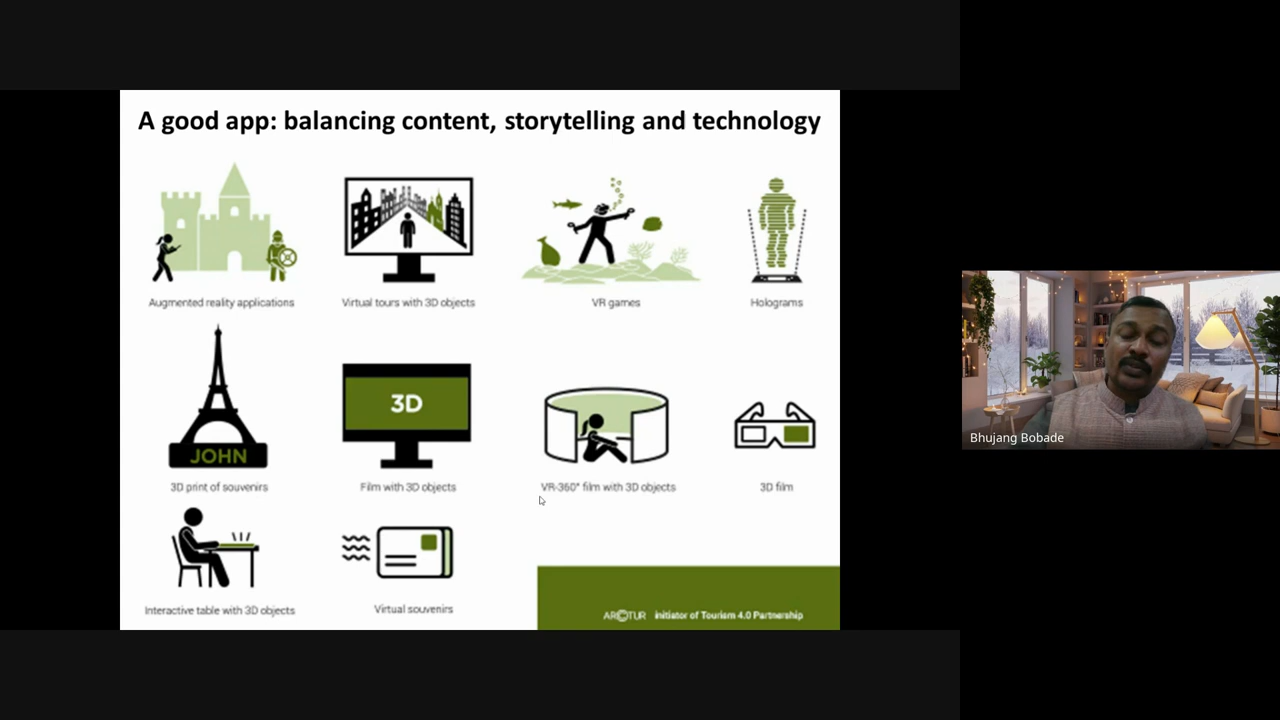 A good app: balancing content, storytelling and technology
Augmented reality applications
Virtual tours with 3D objects
VR games
Holograms
JOHN
3D
3D print of souvenirs
Film with 3D objects
VR-360° film with 3D objects
3D film
Interactive table with 3D objects
Virtual souvenirs
ARCTUR initiator of Tourism 4.0 Partnership
Bhujang Bobade